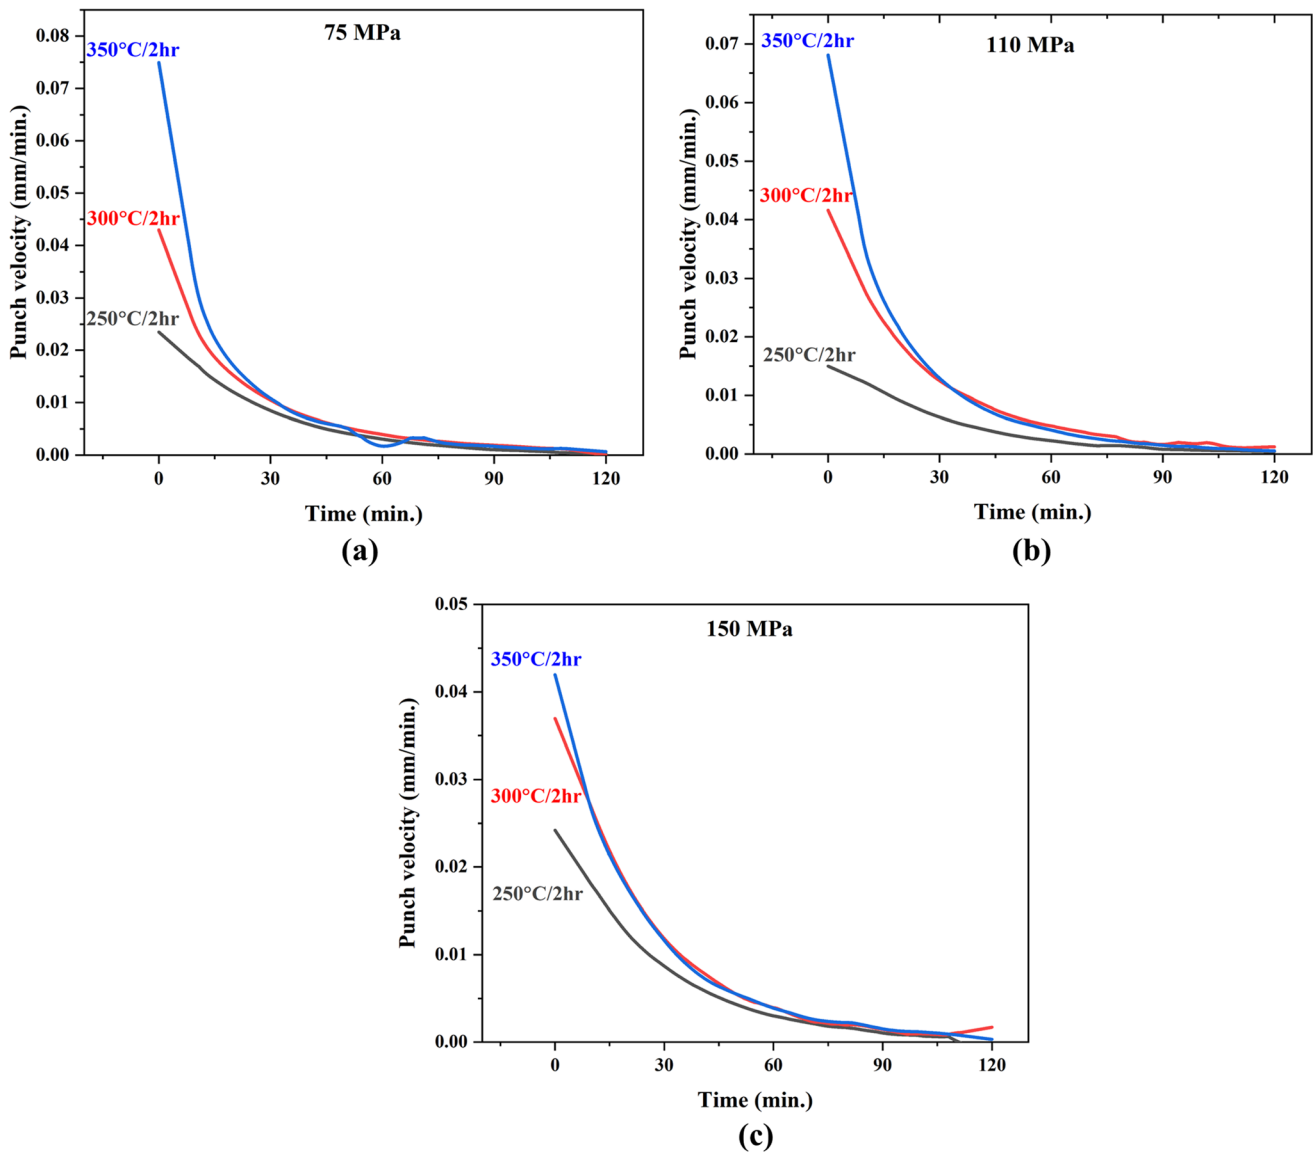 75 MPa
350°C/2hr
300°C/2hr
250°C/2hr
Punch velocity (mm/min.)
0.08
0.07
0.06
0.05
0.04
0.03
0.02
0.01
0.00
0 30 60 90 120
Time (min.)
(a)
110 MPa
350°C/2hr
300°C/2hr
250°C/2hr
Punch velocity (mm/min.)
0.07
0.06
0.05
0.04
0.03
0.02
0.01
0.00
0 30 60 90 120
Time (min.)
(b)
150 MPa
350°C/2hr
300°C/2hr
250°C/2hr
Punch velocity (mm/min.)
0.05
0.04
0.03
0.02
0.01
0.00
0 30 60 90 120
Time (min.)
(c)